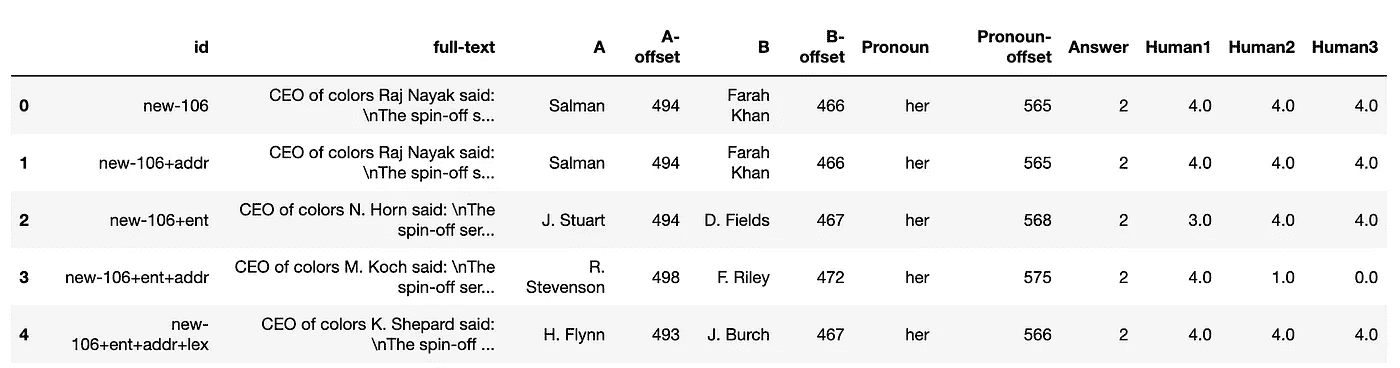 id full-text A A-offset B B-offset Pronoun Pronoun-offset Answer Human1 Human2 Human3
0 new-106 CEO of colors Raj Nayak said: \nThe spin-off s... Salman 494 Farah Khan 466 her 565 2 4.0 4.0 4.0
1 new-106+addr CEO of colors Raj Nayak said: \nThe spin-off s... Salman 494 Farah Khan 466 her 565 2 4.0 4.0 4.0
2 new-106+ent CEO of colors N. Horn said: \nThe spin-off ser... J. Stuart 494 D. Fields 467 her 568 2 3.0 4.0 4.0
3 new-106+ent+addr CEO of colors M. Koch said: \nThe spin-off ser... R. Stevenson 498 F. Riley 472 her 575 2 4.0 1.0 0.0
4 new-106+ent+addr+lex CEO of colors K. Shepard said: \nThe spin-off ... H. Flynn 493 J. Burch 467 her 566 2 4.0 4.0 4.0